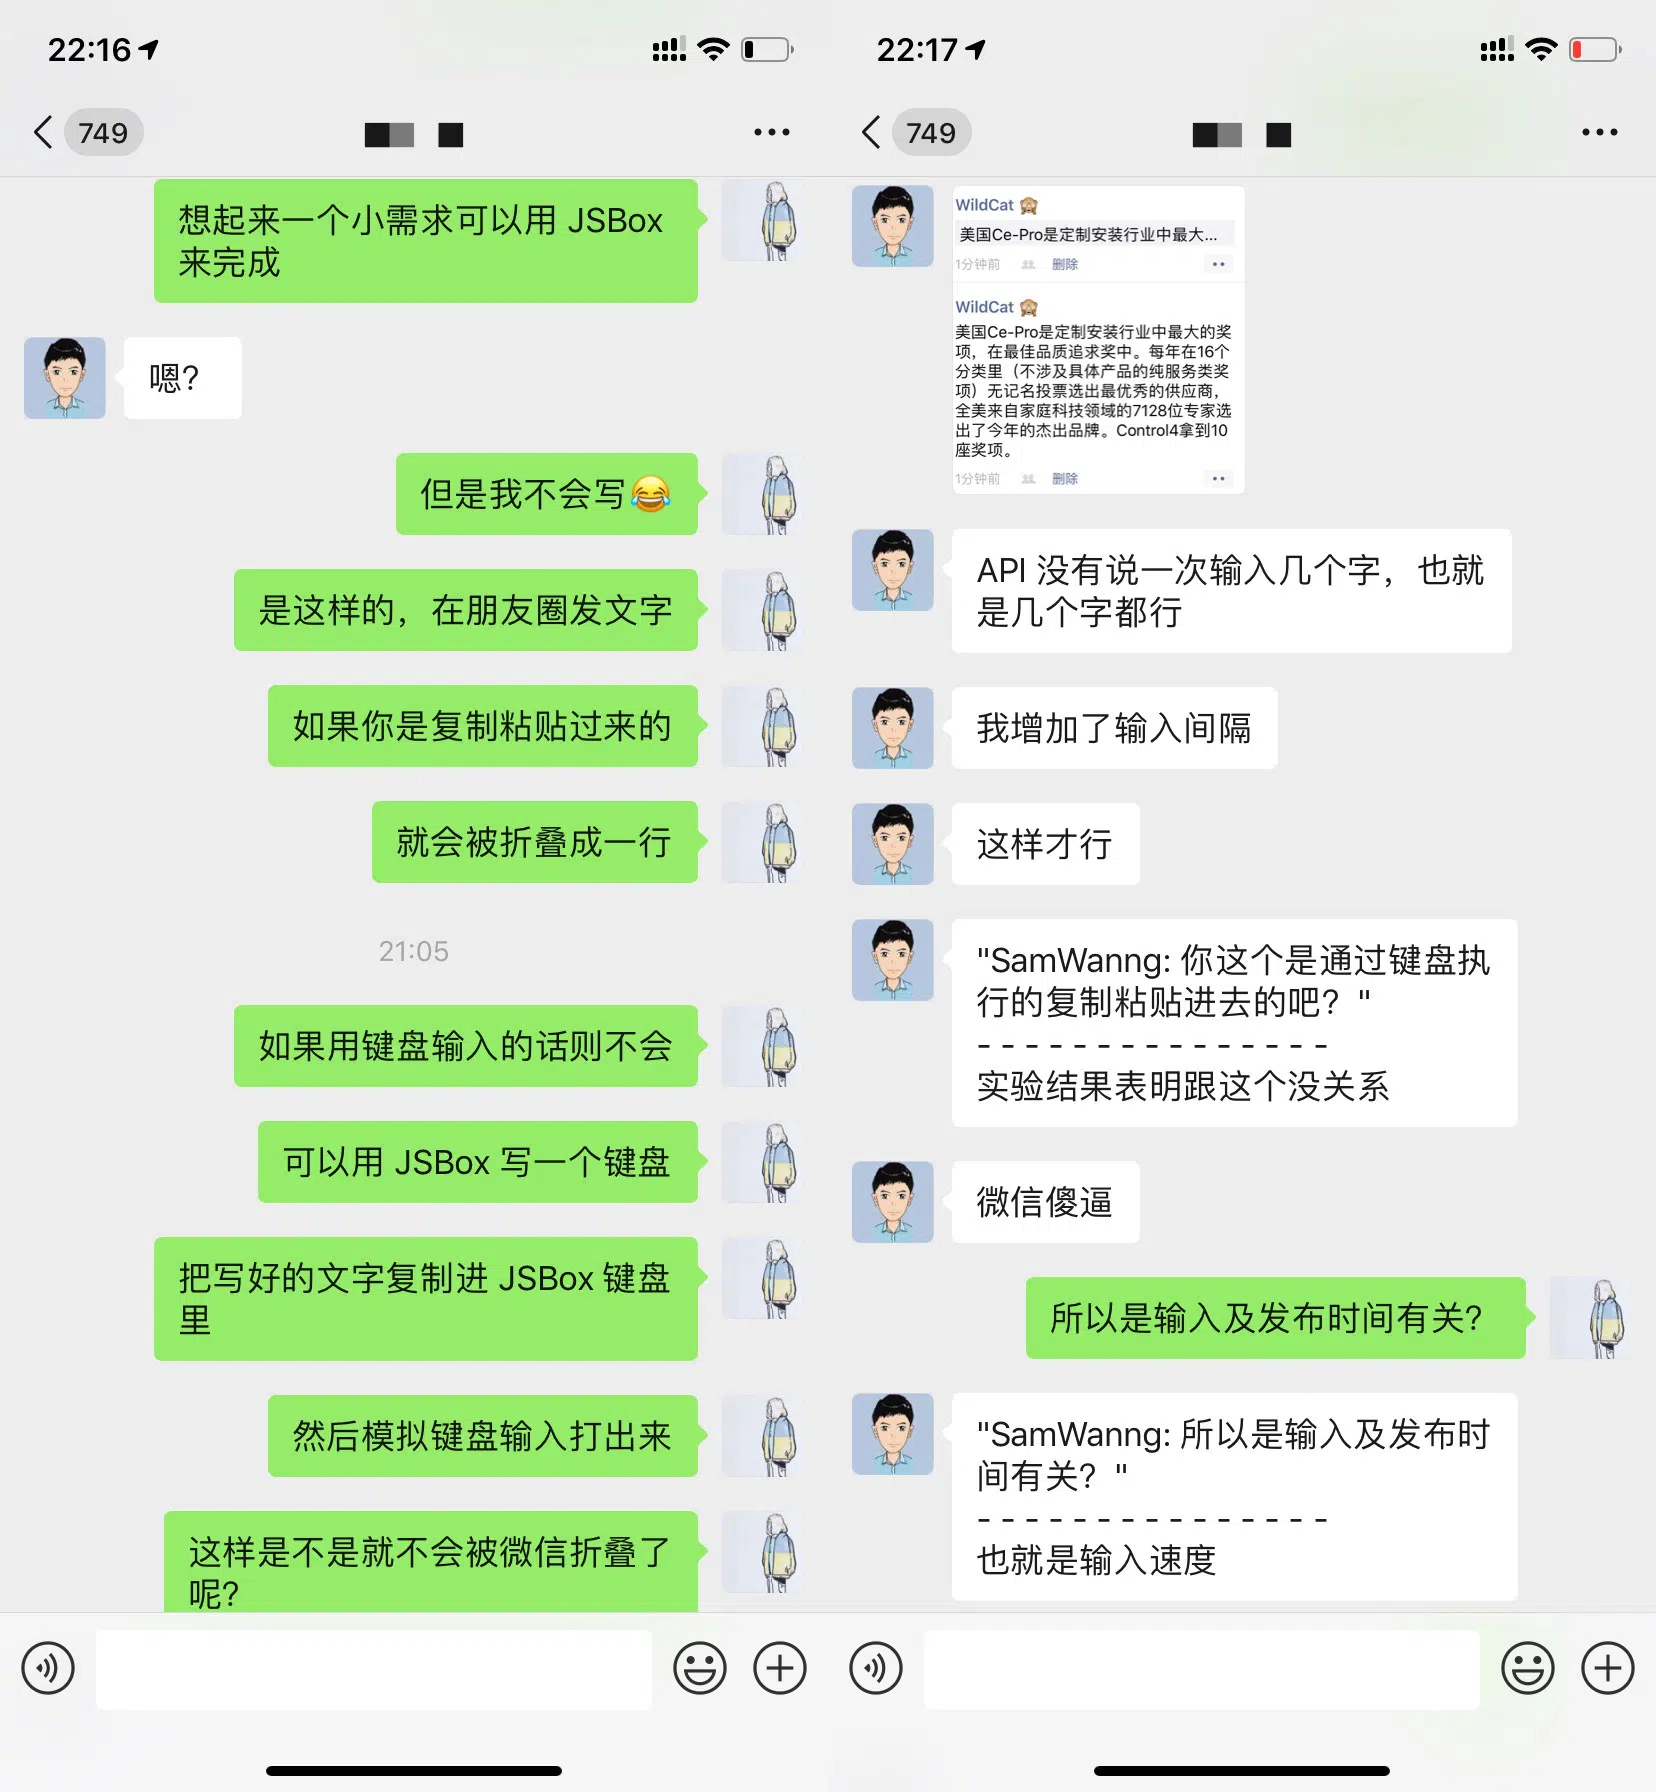 22:16
749
想起来一个小需求可以用 JSBox
来完成
嗯?
但是我不会写😂
是这样的，在朋友圈发文字
如果你是复制粘贴过来的
就会被折叠成一行
21:05
如果用键盘输入的话则不会
可以用 JSBox 写一个键盘
把写好的文字复制进 JSBox 键盘
里
然后模拟键盘输入打出来
这样是不是就不会被微信折叠了
呢?
22:17
749
WildCat 🙈
美国Ce-Pro是定制安装行业中最大...
1分钟前 删除
WildCat 🙈
美国Ce-Pro是定制安装行业中最大的奖
项，在最佳品质追求奖中。每年在16个
分类里（不涉及具体产品的纯服务类奖
项）无记名投票选出最优秀的供应商，
全美来自家庭科技领域的7128位专家选
出了今年的杰出品牌。Control4拿到10
座奖项。
1分钟前 删除
API 没有说一次输入几个字，也就
是几个字都行
我增加了输入间隔
这样才行
"SamWanng: 你这个是通过键盘执
行的复制粘贴进去的吧？"
- - - - - - - - - - - - - - -
实验结果表明跟这个没关系
微信傻逼
所以是输入及发布时间有关?
"SamWanng: 所以是输入及发布时
间有关？"
- - - - - - - - - - - - - - -
也就是输入速度